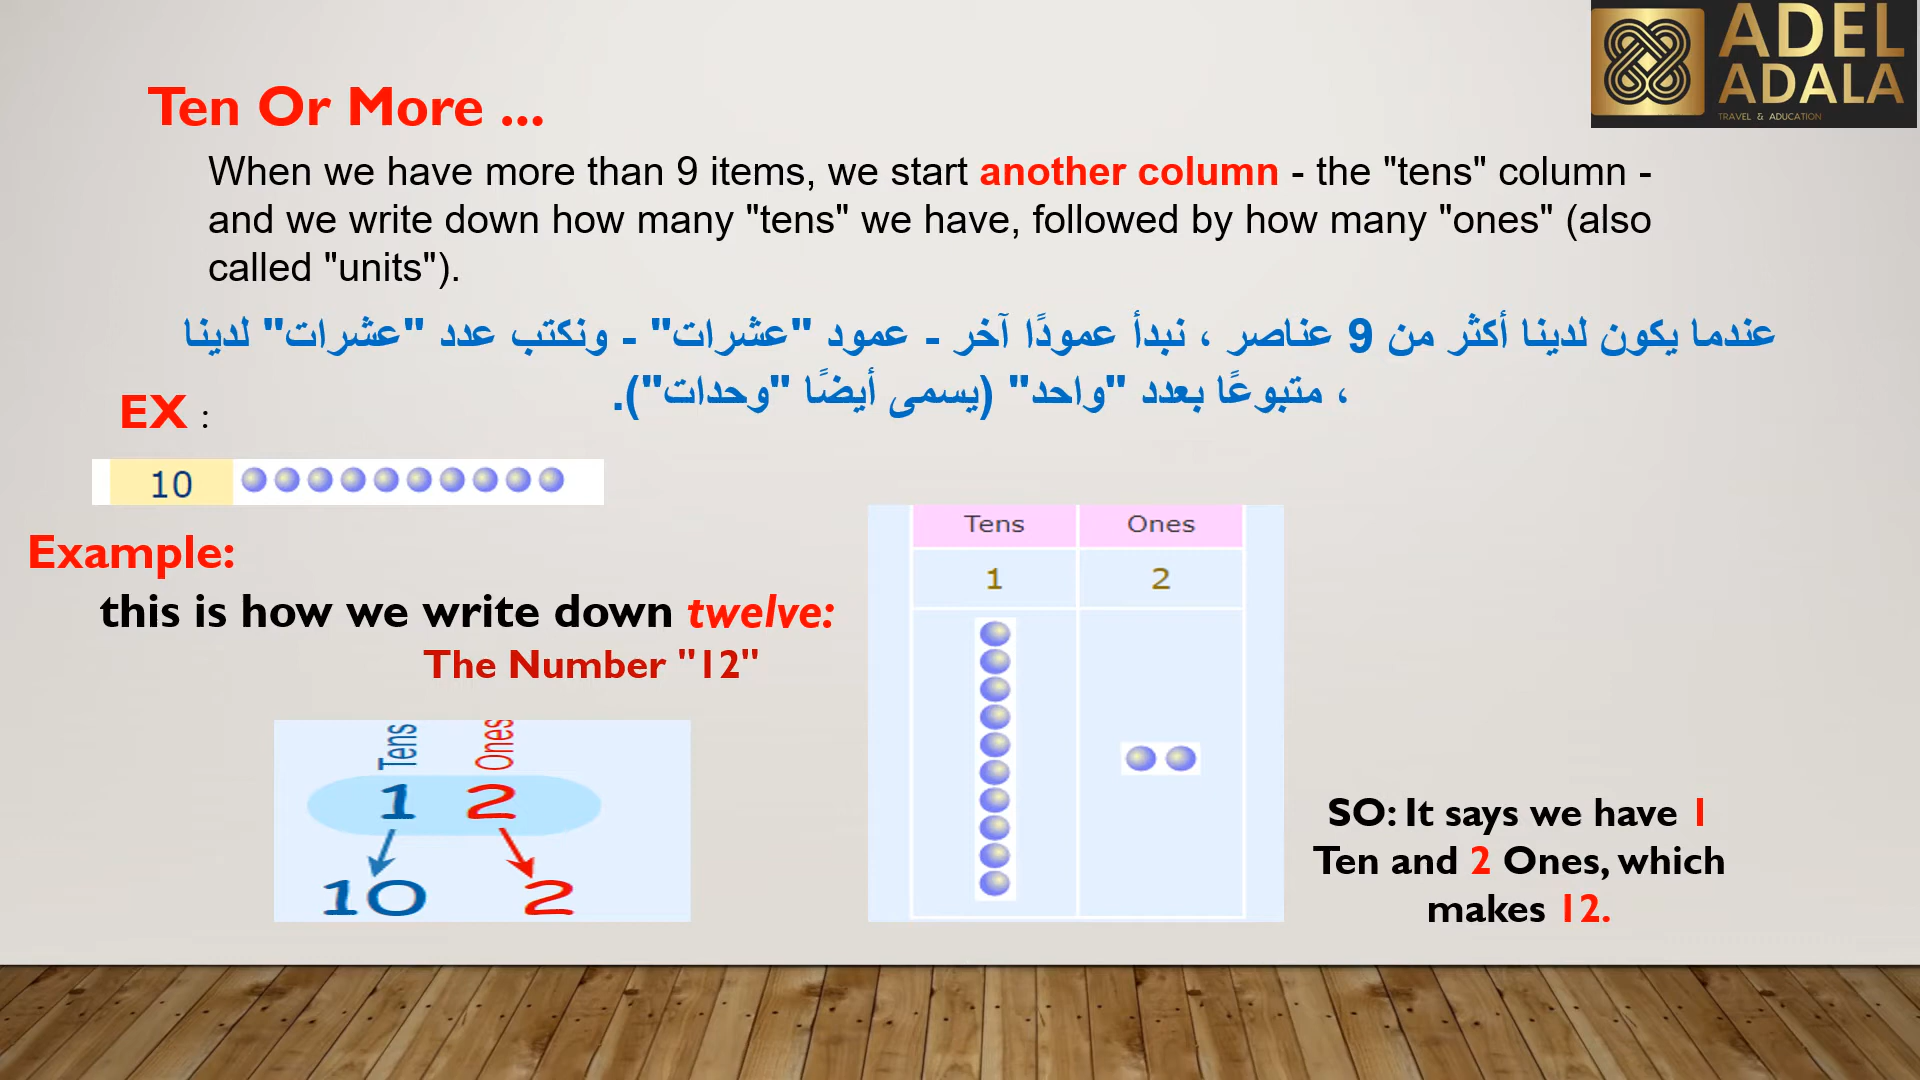 ADEL
ADALA
TRAVEL & ADUCATION
Ten Or More ...
When we have more than 9 items, we start another column - the "tens" column -
and we write down how many "tens" we have, followed by how many "ones" (also
called "units").
عندما يكون لدينا أكثر من 9 عناصر ، نبدأ عمودًا آخر - عمود "عشرات" - ونكتب عدد "عشرات" لدينا
، متبوعًا بعدد "واحد" (يسمى أيضًا "وحدات").
EX :
10
Example:
this is how we write down twelve:
The Number "12"
Tens Ones
1 2
10 2
Tens Ones
1 2
SO: It says we have 1
Ten and 2 Ones, which
makes 12.